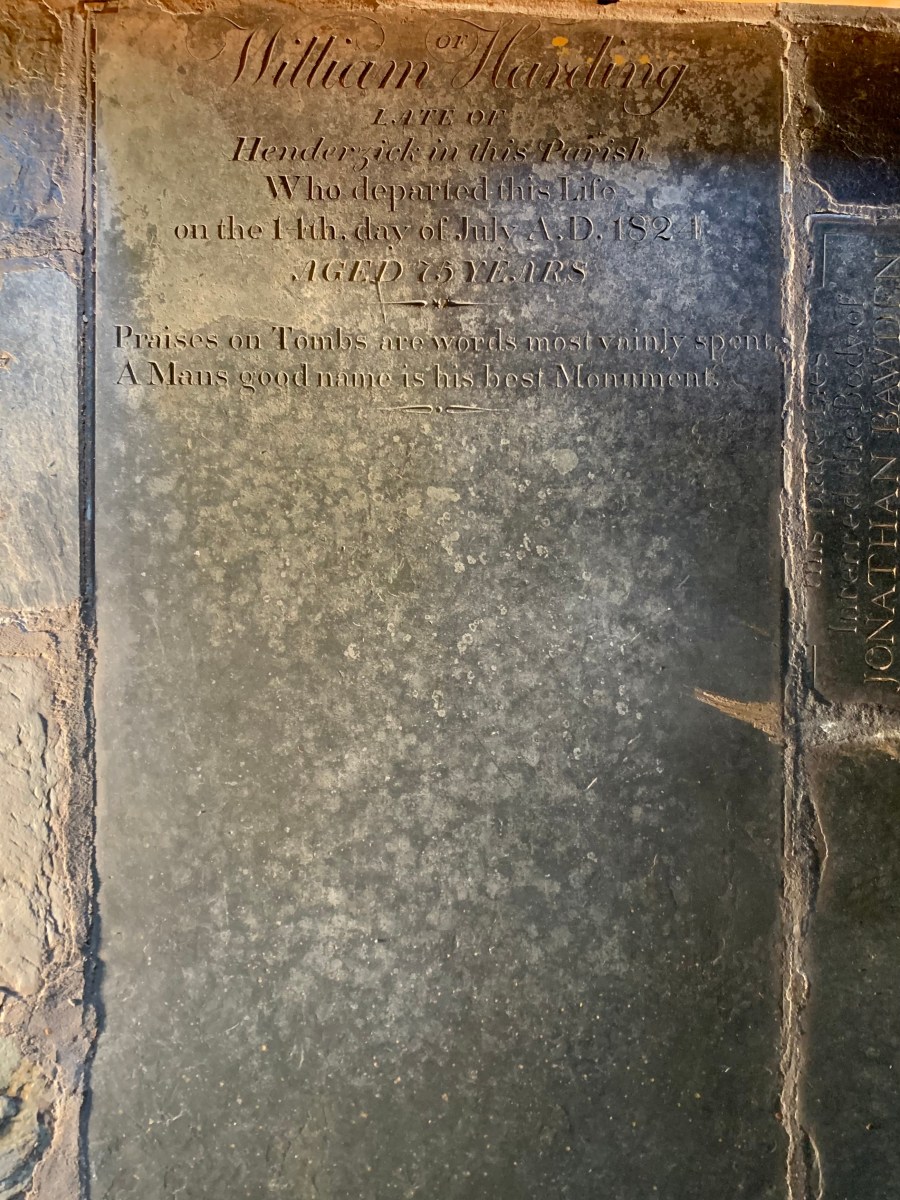 OF
William Harding
LATE OF
Henderzick in this Parish
Who departed this Life
on the 14th. day of July A.D. 1824
AGED 75 YEARS
Praises on Tombs are words most vainly spent,
A Mans good name is his best Monument.
Interred the Body of
JONATHAN BAWDEN